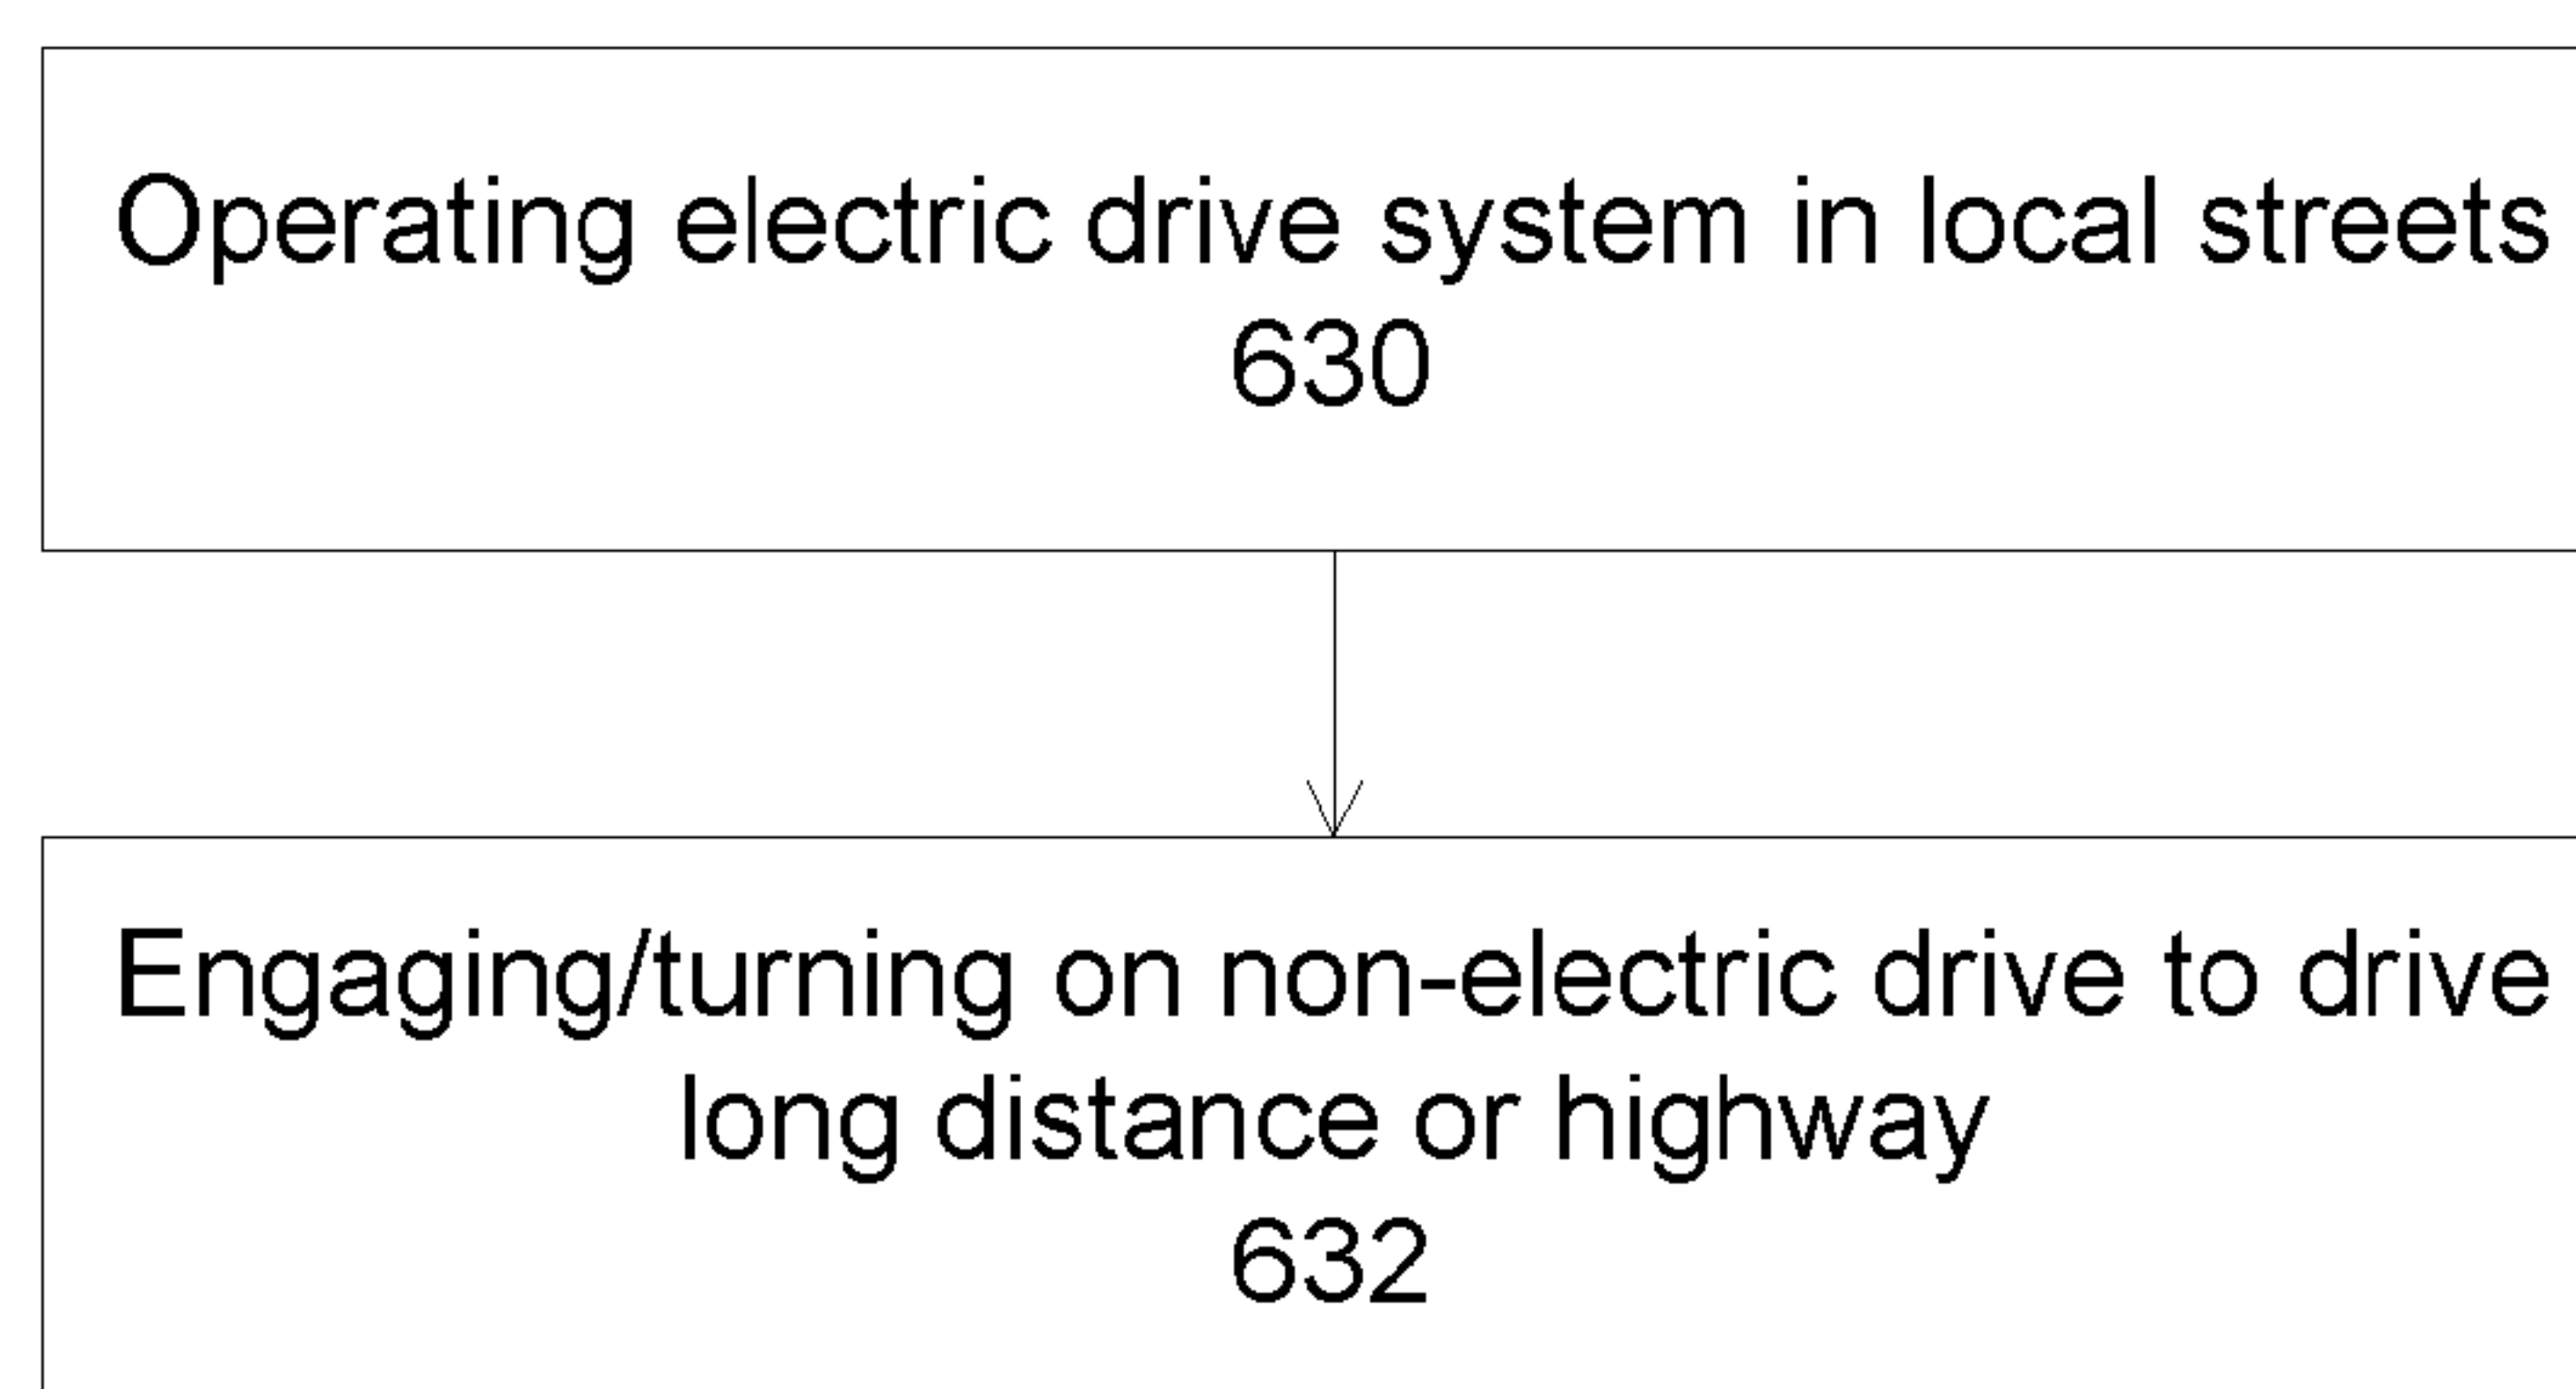 Operating electric drive system in local streets
630
Engaging/turning on non-electric drive to drive
long distance or highway
632